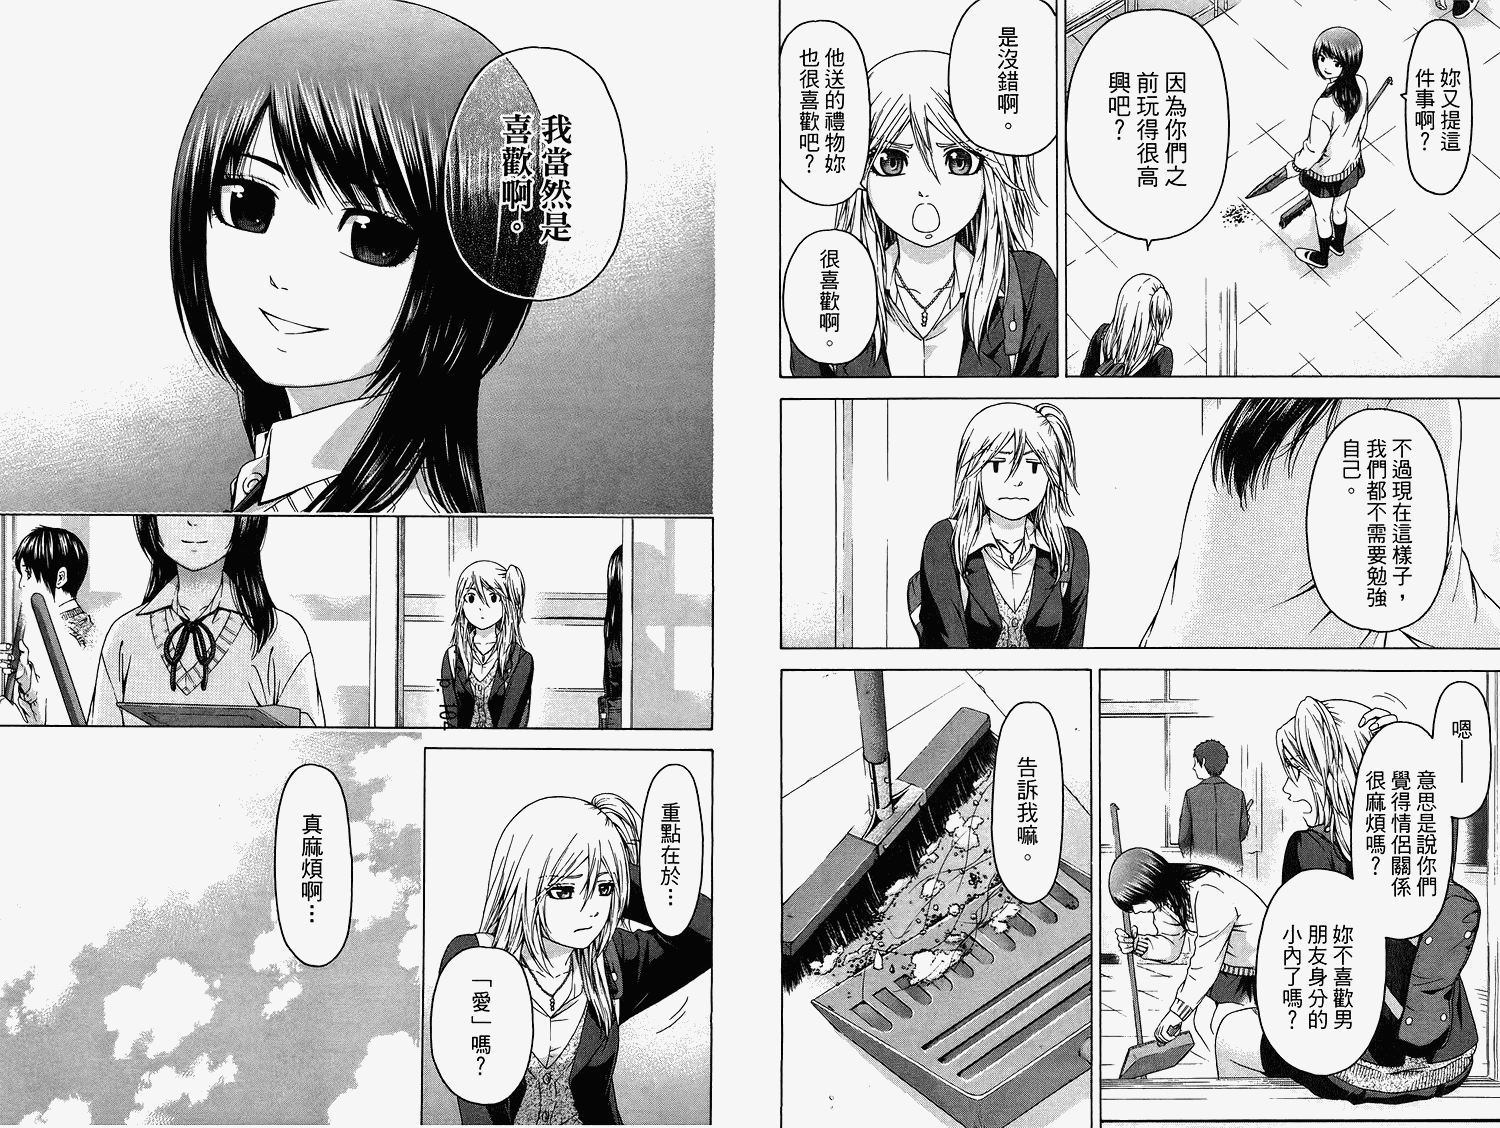 妳又提這
件事啊？
因為你們之
前玩得很高
興吧？
是沒錯啊。
他送的禮物妳
也很喜歡吧？
很喜歡啊。
不過現在這樣子，
我們都不需要勉強
自己。
嗯——
意思是說你們
覺得情侶關係
很麻煩嗎？
妳不喜歡男
朋友身分的
小內了嗎？
告訴我嘛。
我當然是
喜歡啊。
重點在於…
「愛」嗎？
真麻煩啊…